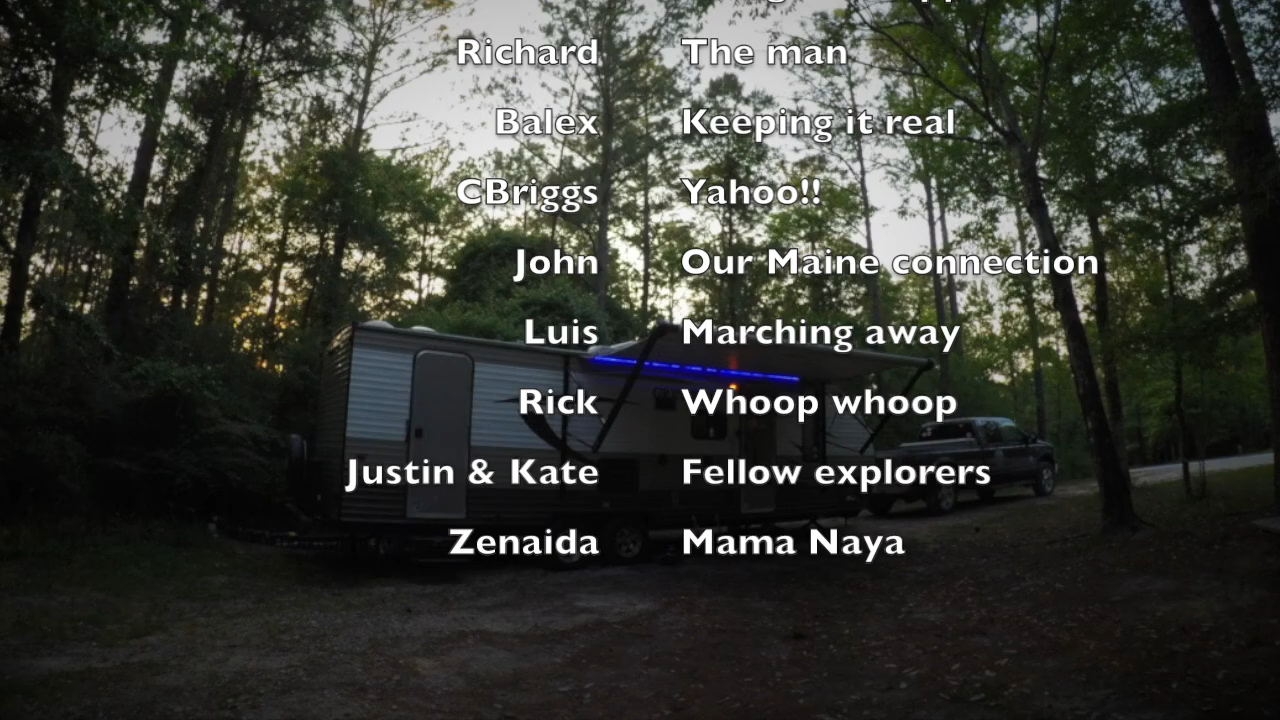 Richard The man
Balex Keeping it real
CBriggs Yahoo!!
John Our Maine connection
Luis Marching away
Rick Whoop whoop
Justin & Kate Fellow explorers
Zenaida Mama Naya